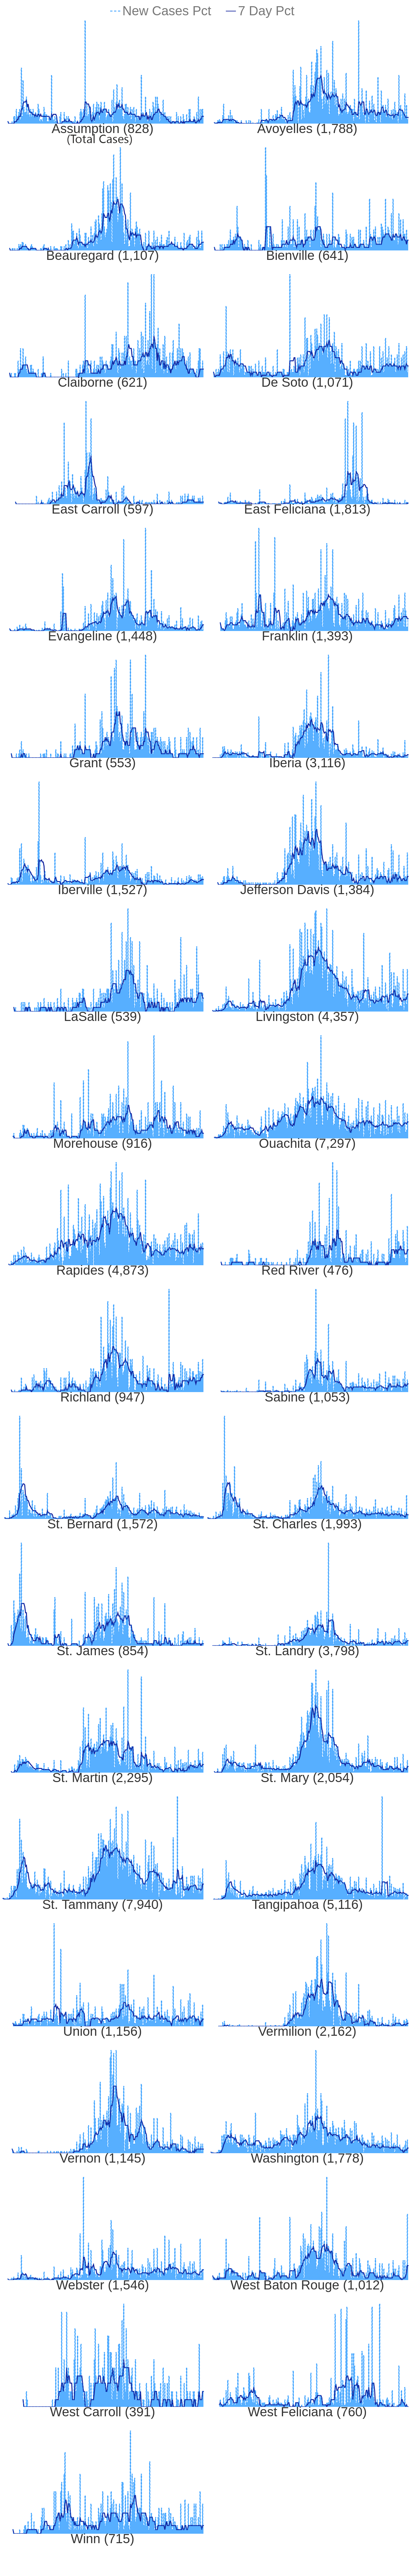 New Cases Pct 7 Day Pct
Assumption (828) Avoyelles (1,788)
(Total Cases)
Beauregard (1,107) Bienville (641)
Claiborne (621) De Soto (1,071)
East Carroll (597) East Feliciana (1,813)
Evangeline (1,448) Franklin (1,393)
Grant (553) Iberia (3,116)
Iberville (1,527) Jefferson Davis (1,384)
LaSalle (539) Livingston (4,357)
Morehouse (916) Ouachita (7,297)
Rapides (4,873) Red River (476)
Richland (947) Sabine (1,053)
St. Bernard (1,572) St. Charles (1,993)
St. James (854) St. Landry (3,798)
St. Martin (2,295) St. Mary (2,054)
St. Tammany (7,940) Tangipahoa (5,116)
Union (1,156) Vermilion (2,162)
Vernon (1,145) Washington (1,778)
Webster (1,546) West Baton Rouge (1,012)
West Carroll (391) West Feliciana (760)
Winn (715)